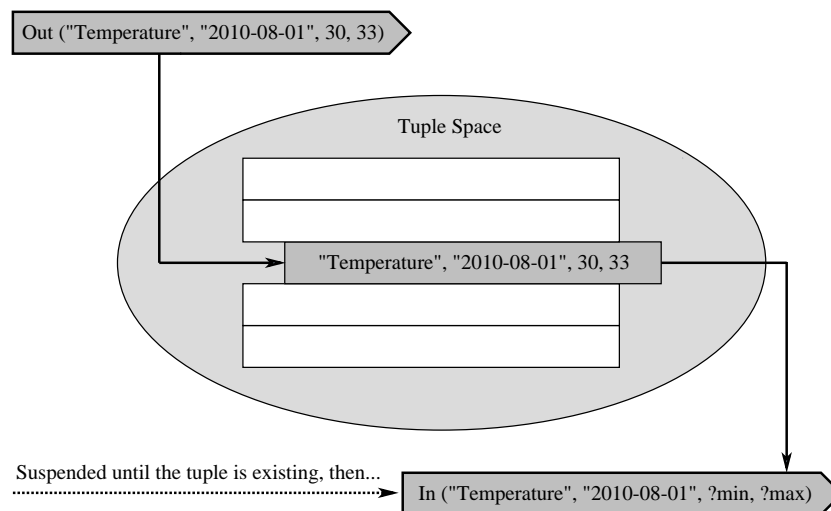 Out ("Temperature", "2010-08-01", 30, 33)
Tuple Space
"Temperature", "2010-08-01", 30, 33
Suspended until the tuple is existing, then...
In ("Temperature", "2010-08-01", ?min, ?max)